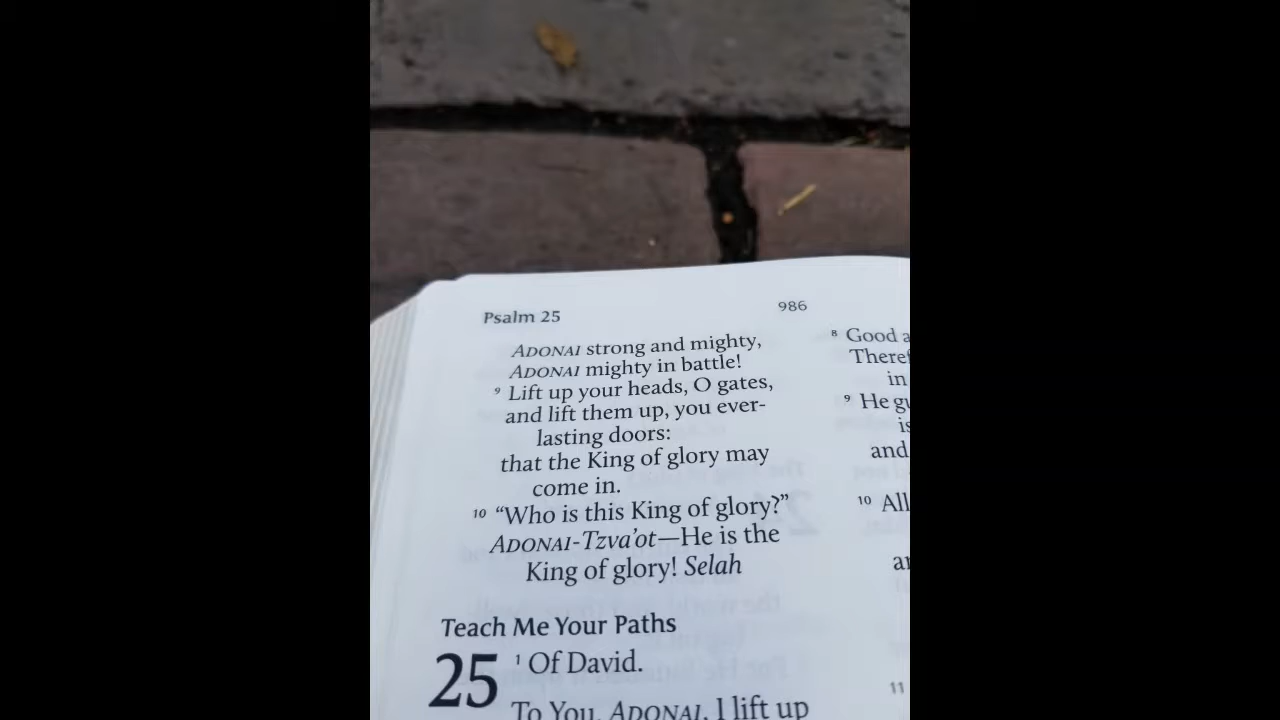 Psalm 25
986
ADONAI strong and mighty,
ADONAI mighty in battle!
9 Lift up your heads, O gates,
and lift them up, you ever-
lasting doors:
that the King of glory may
come in.
10 “Who is this King of glory?”
ADONAI-Tzva’ot—He is the
King of glory! Selah
Teach Me Your Paths
25 1 Of David.
To You, ADONAI, I lift up
8 Good
in
9 He
and
10 All
11